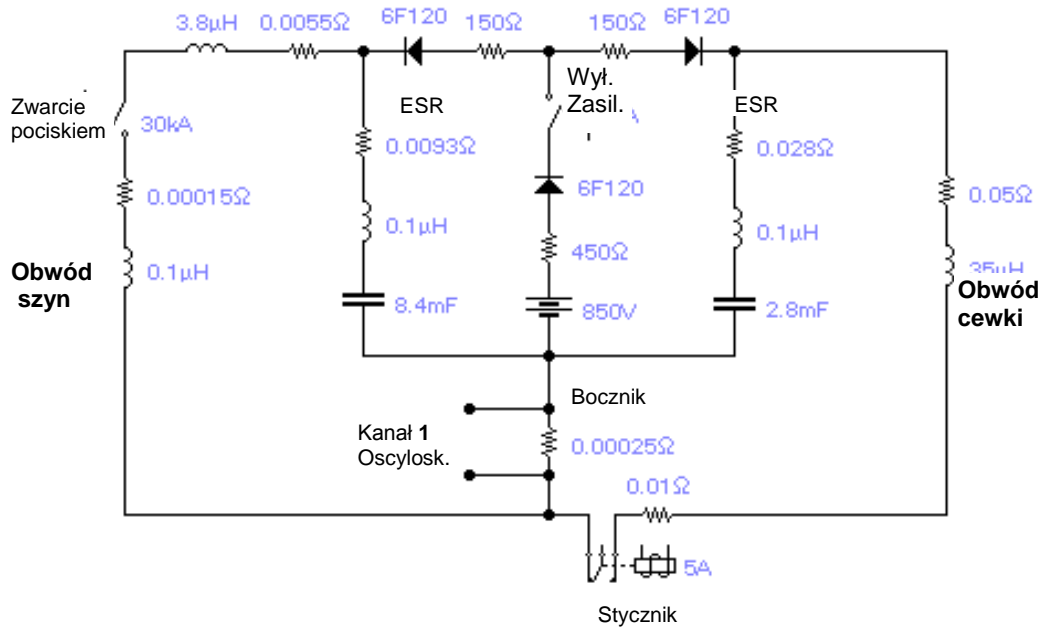 3.8µH
0.0055Ω
6F120
150Ω
150Ω
6F120
Zwarcie
pociskiem
30kA
ESR
Wył.
Zasil.
ESR
0.0093Ω
0.028Ω
0.00015Ω
6F120
0.05Ω
0.1µH
450Ω
0.1µH
Obwód
szyn
0.1µH
35µH
Obwód
cewki
8.4mF
850V
2.8mF
Bocznik
Kanał 1
Oscylosk.
0.00025Ω
0.01Ω
5A
Stycznik